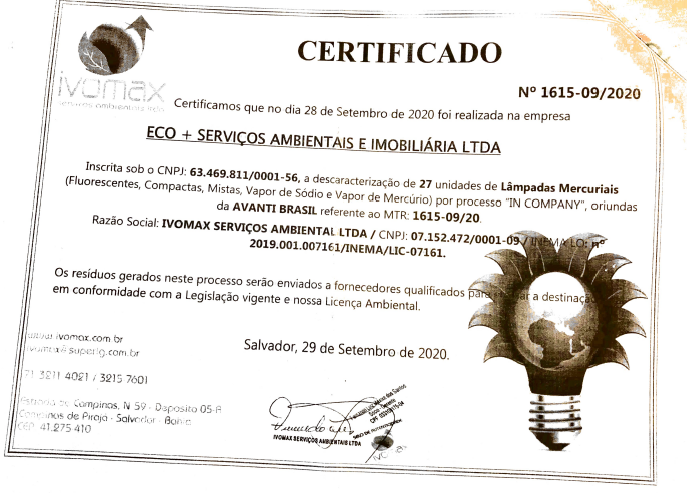 ivomax
serviços ambientais ltda
CERTIFICADO
Nº 1615-09/2020
Certificamos que no dia 28 de Setembro de 2020 foi realizada na empresa
ECO + SERVIÇOS AMBIENTAIS E IMOBILIÁRIA LTDA
Inscrita sob o CNPJ: 63.469.811/0001-56, a descaracterização de 27 unidades de Lâmpadas Mercuriais
(Fluorescentes, Compactas, Mistas, Vapor de Sódio e Vapor de Mercúrio) por processo "IN COMPANY", oriundas
da AVANTI BRASIL referente ao MTR: 1615-09/20.
Razão Social: IVOMAX SERVIÇOS AMBIENTAL LTDA / CNPJ: 07.152.472/0001-09 / INEMA LO: nº
2019.001.007161/INEMA/LIC-07161.
Os resíduos gerados neste processo serão enviados a fornecedores qualificados para a destinação
em conformidade com a Legislação vigente e nossa Licença Ambiental.
Salvador, 29 de Setembro de 2020.
www.ivomax.com.br
ivomax@superig.com.br
71 3211 4021 / 3215 7601
Estrada de Campinas, N 59 - Deposito 05-B
Campinas de Pirajá - Salvador - Bahia
CEP 41.275 410
IVOMAX SERVIÇOS AMBIENTAIS LTDA